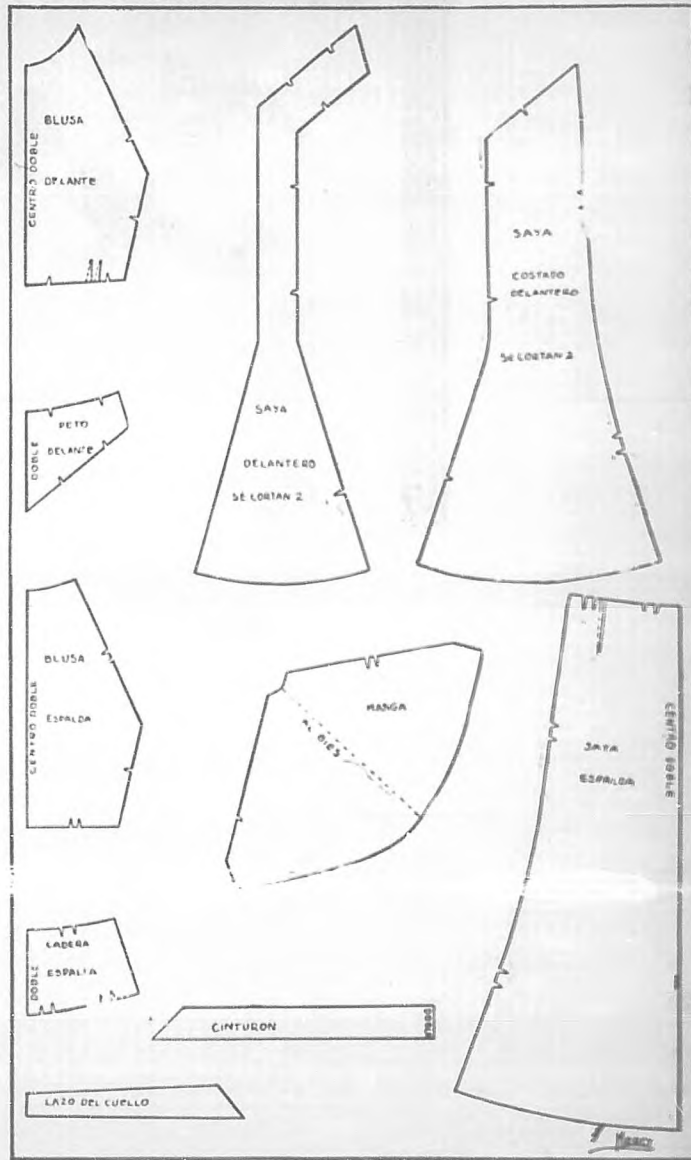 BLUSA
DELANTE
CENTRO DOBLE
SAYA
DELANTERO
SE CORTAN 2
SAYA
COSTADO
DELANTERO
SE CORTAN 2
PETO
DELANTE
DOBLE
BLUSA
ESPALDA
CENTRO DOBLE
MANGA
AL BIES
SAYA
ESPALDA
CENTRO DOBLE
CADERA
ESPALDA
DOBLE
CINTURON
DOBLE
LAZO DEL CUELLO